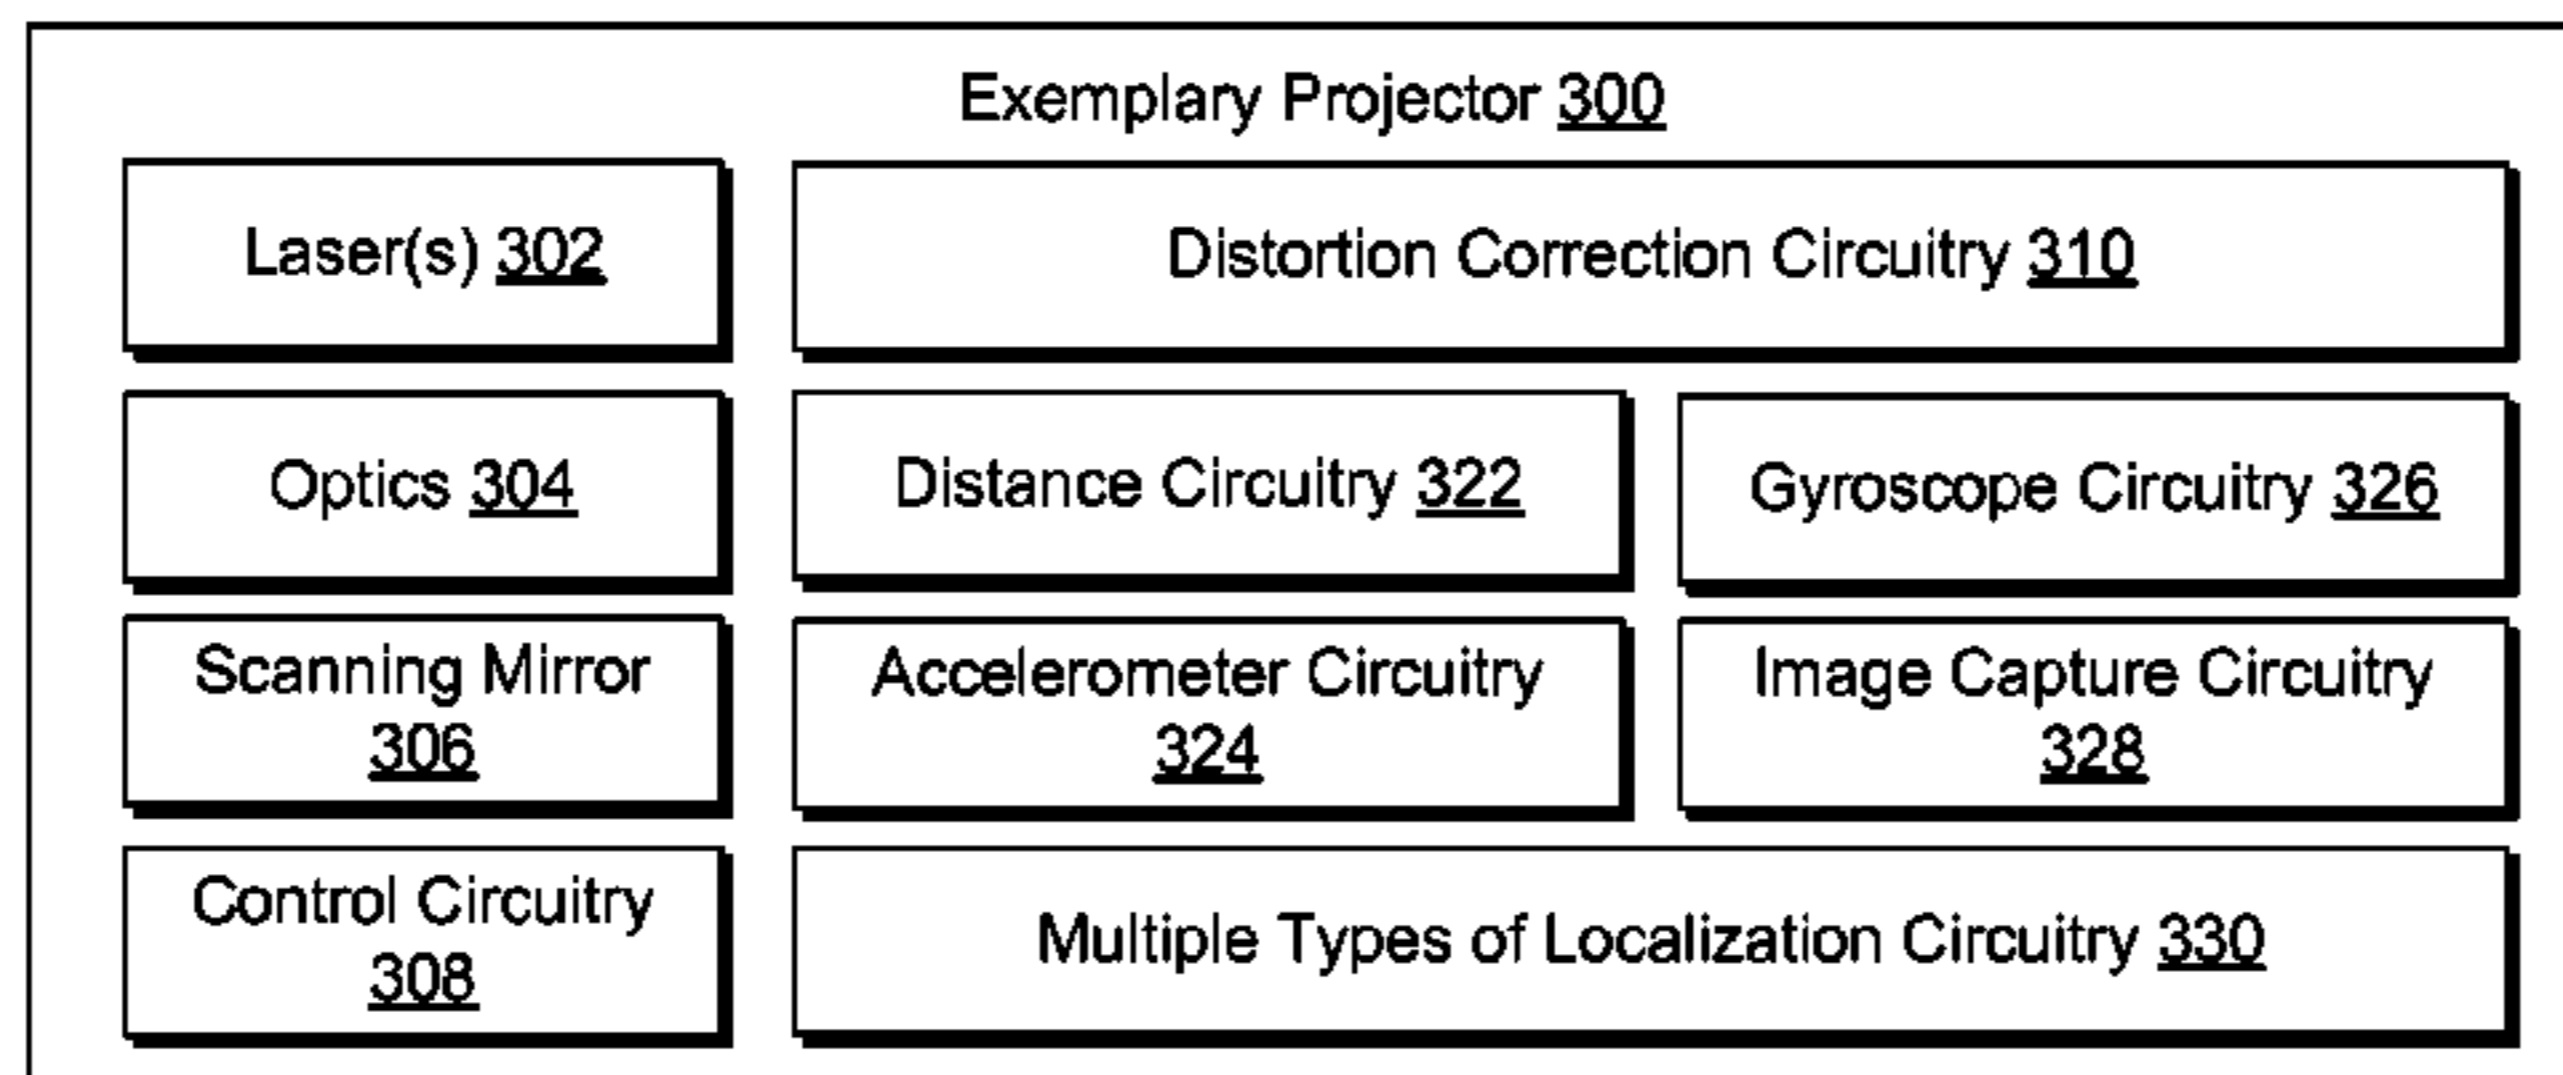 Exemplary Projector 300
Laser(s) 302
Distortion Correction Circuitry 310
Optics 304
Distance Circuitry 322
Gyroscope Circuitry 326
Scanning Mirror
306
Accelerometer Circuitry
324
Image Capture Circuitry
328
Control Circuitry
308
Multiple Types of Localization Circuitry 330